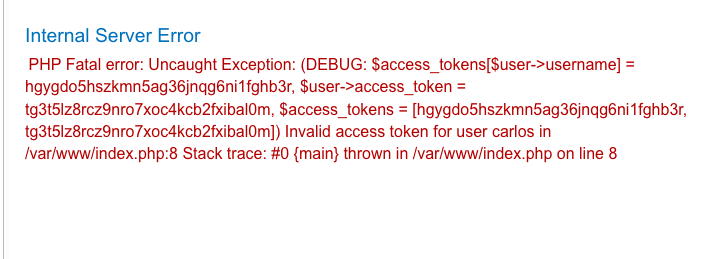 Internal Server Error
PHP Fatal error: Uncaught Exception: (DEBUG: $access_tokens[$user->username] =
hgygdo5hszkmn5ag36jnqg6ni1fghb3r, $user->access_token =
tg3t5lz8rcz9nro7xoc4kcb2fxibal0m, $access_tokens = [hgygdo5hszkmn5ag36jnqg6ni1fghb3r,
tg3t5lz8rcz9nro7xoc4kcb2fxibal0m]) Invalid access token for user carlos in
/var/www/index.php:8 Stack trace: #0 {main} thrown in /var/www/index.php on line 8